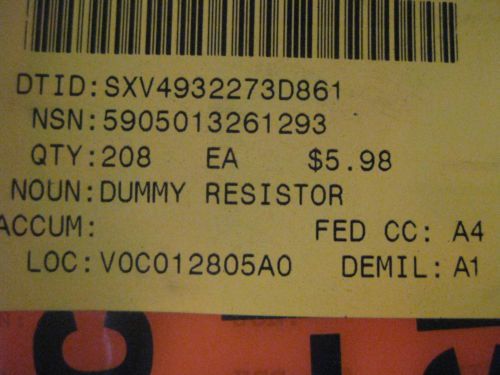 DTID:SXV4932273D861
NSN:5905013261293
QTY:208 EA $5.98
NOUN:DUMMY RESISTOR
ACCUM: FED CC: A4
LOC:V0C012805A0 DEMIL:A1